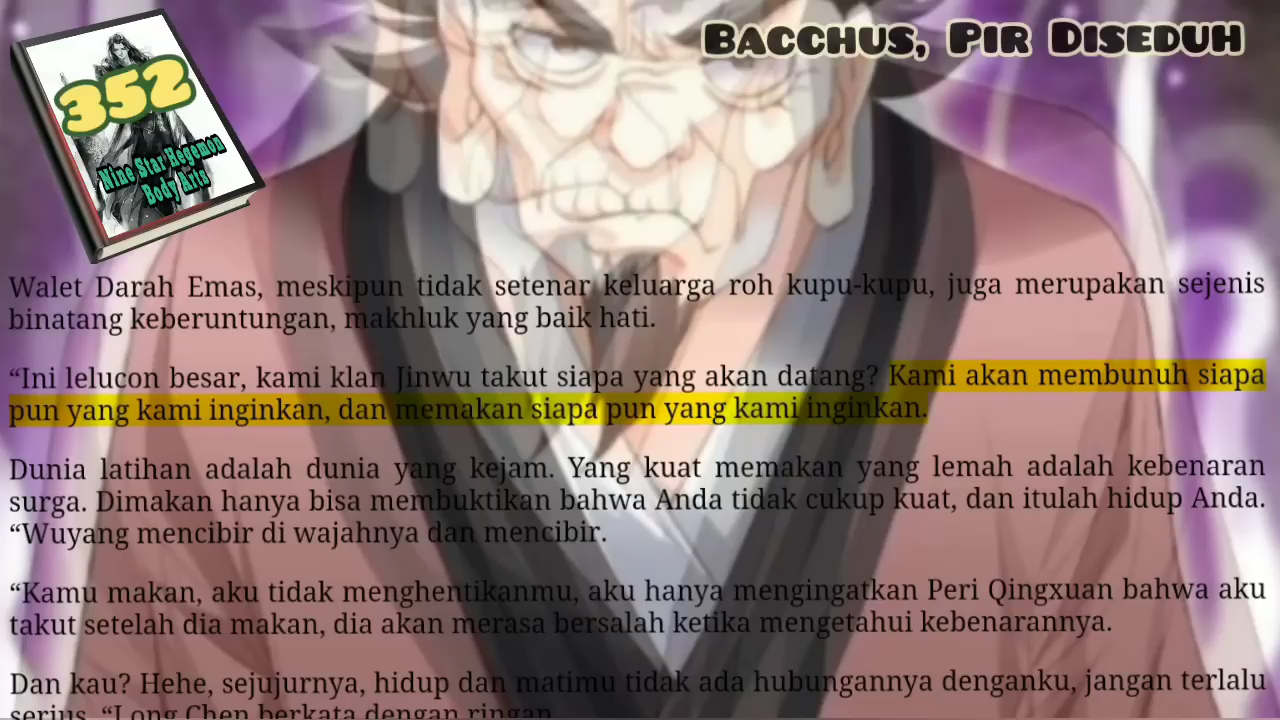 Bacchus, Pir Diseduh
352
Nine Star Hegemon
Body Arts
Walet Darah Emas, meskipun tidak setenar keluarga roh kupu-kupu, juga merupakan sejenis
binatang keberuntungan, makhluk yang baik hati.
“Ini lelucon besar, kami klan Jinwu takut siapa yang akan datang? Kami akan membunuh siapa
pun yang kami inginkan, dan memakan siapa pun yang kami inginkan.
Dunia latihan adalah dunia yang kejam. Yang kuat memakan yang lemah adalah kebenaran
surga. Dimakan hanya bisa membuktikan bahwa Anda tidak cukup kuat, dan itulah hidup Anda.
“Wuyang mencibir di wajahnya dan mencibir.
“Kamu makan, aku tidak menghentikanmu, aku hanya mengingatkan Peri Qingxuan bahwa aku
takut setelah dia makan, dia akan merasa bersalah ketika mengetahui kebenarannya.
Dan kau? Hehe, sejujurnya, hidup dan matimu tidak ada hubungannya denganku, jangan terlalu
serius. “Long Chen berkata dengan ringan.